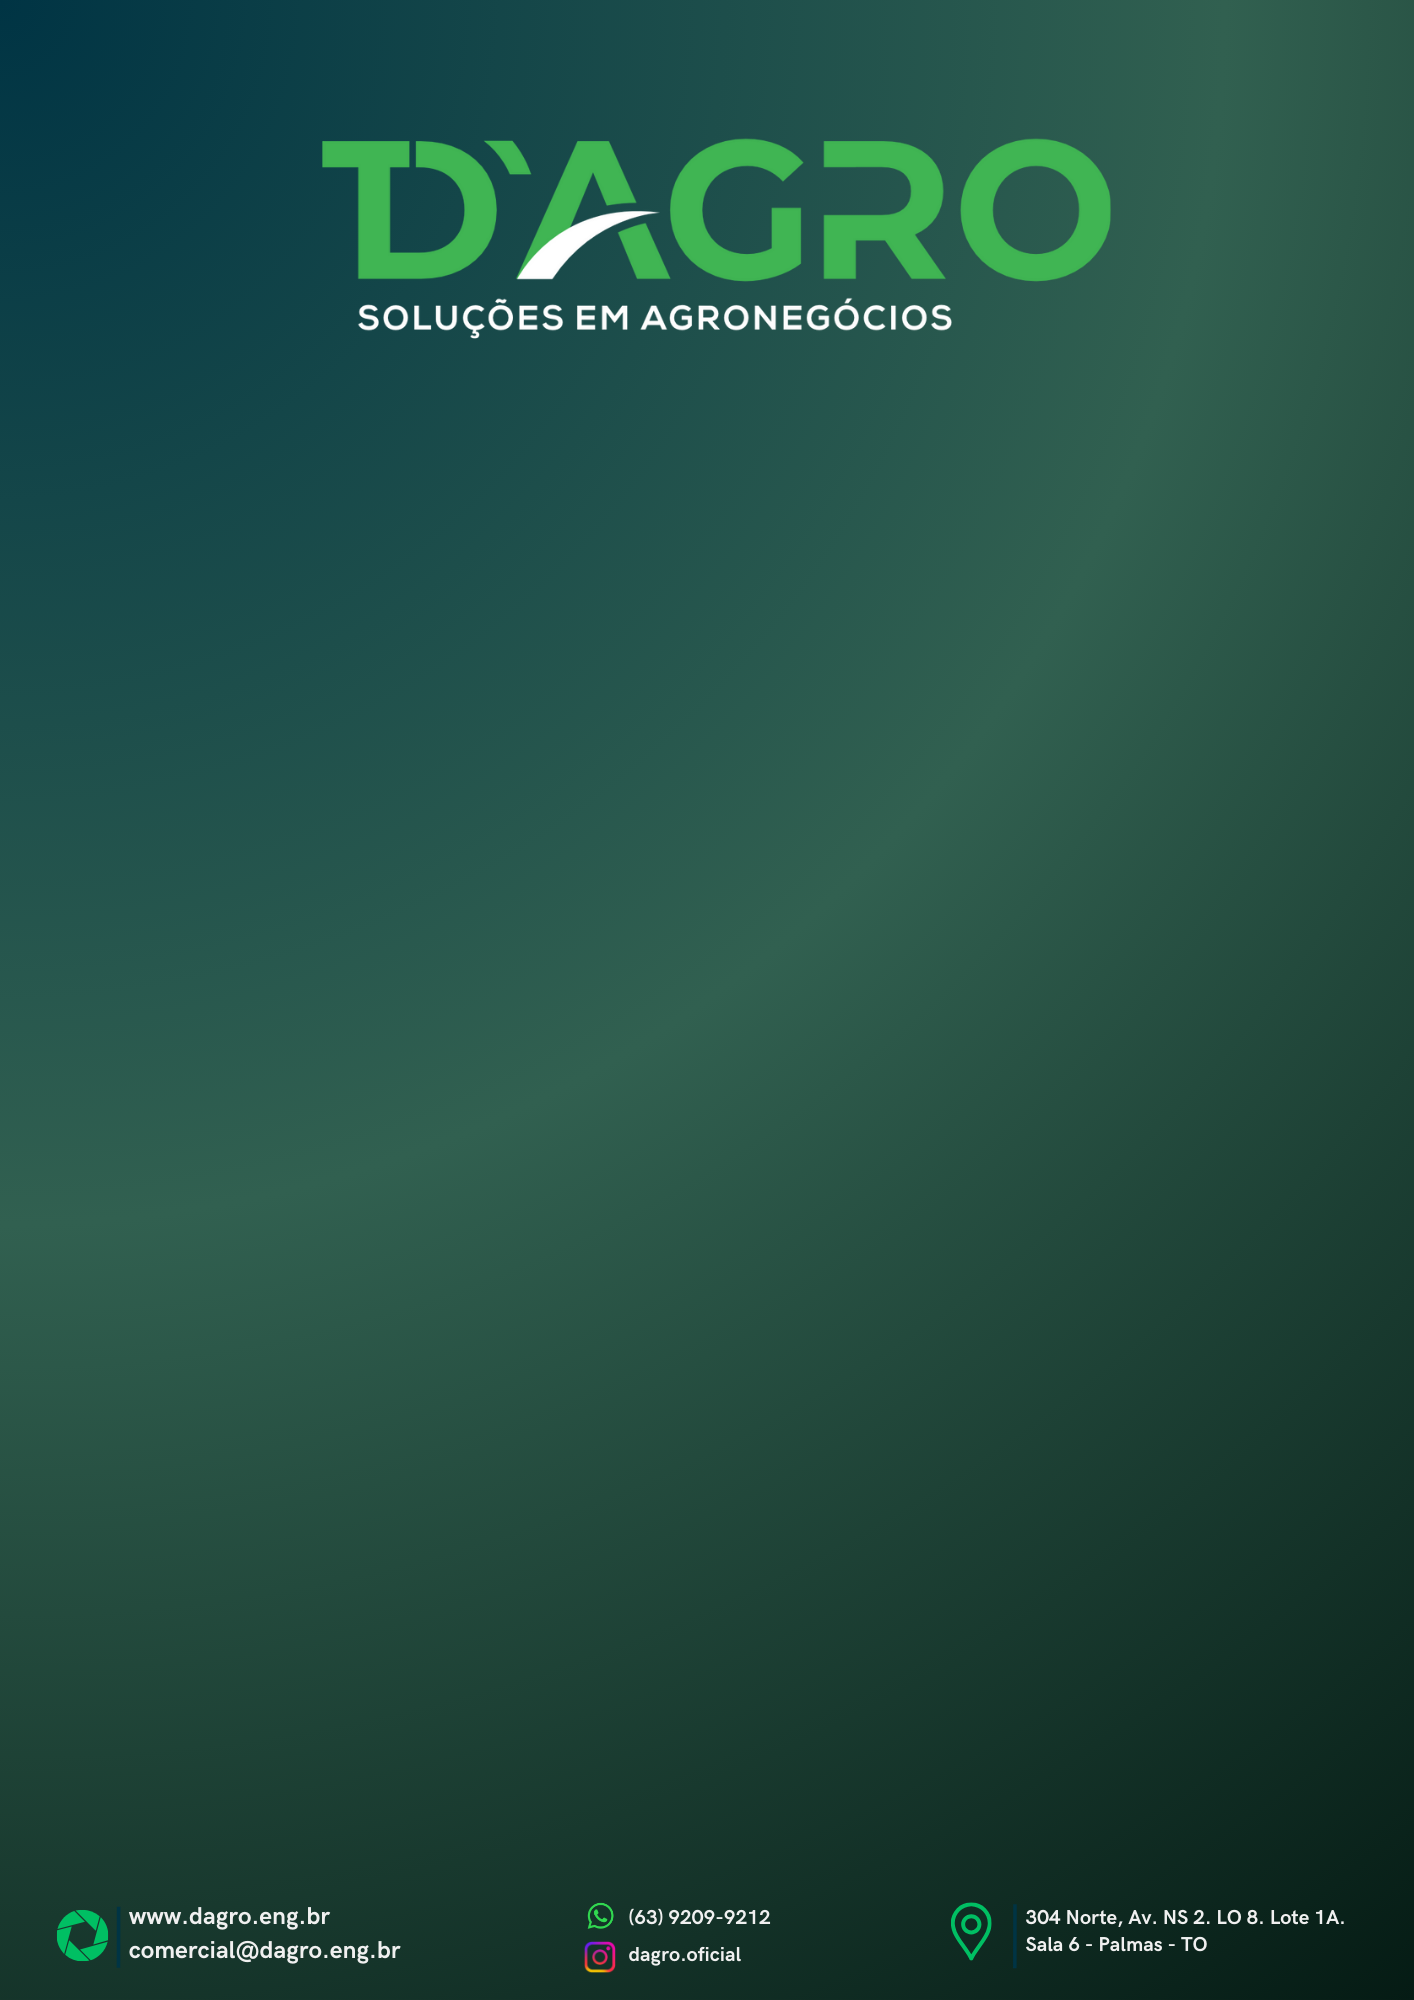 D`AGRO
SOLUÇÕES EM AGRONEGÓCIOS
www.dagro.eng.br
comercial@dagro.eng.br
(63) 9209-9212
dagro.oficial
304 Norte, Av. NS 2. LO 8. Lote 1A.
Sala 6 - Palmas - TO